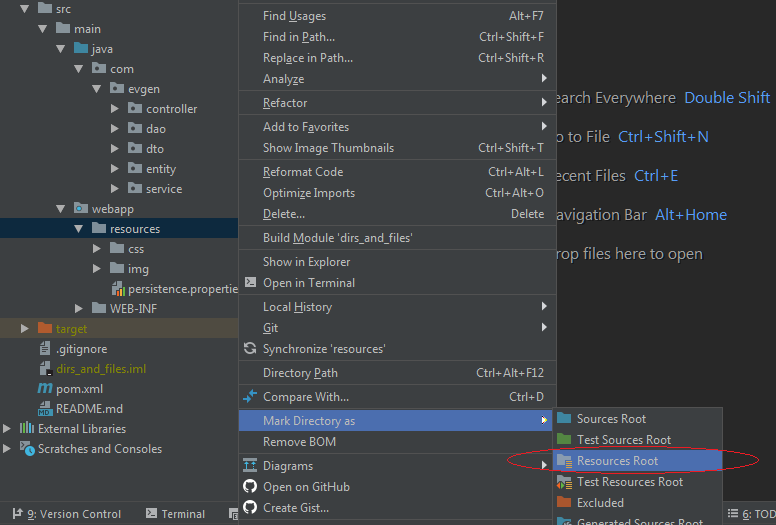 src
main
java
com
evgen
controller
dao
dto
entity
service
webapp
resources
css
img
persistence.propertie
WEB-INF
target
.gitignore
dirs_and_files.iml
pom.xml
README.md
External Libraries
Scratches and Consoles
Find Usages Alt+F7
Find in Path... Ctrl+Shift+F
Replace in Path... Ctrl+Shift+R
Analyze
Refactor
Add to Favorites
Show Image Thumbnails Ctrl+Shift+T
Reformat Code Ctrl+Alt+L
Optimize Imports Ctrl+Alt+O
Delete... Delete
Build Module 'dirs_and_files'
Show in Explorer
Open in Terminal
Local History
Git
Synchronize 'resources'
Directory Path Ctrl+Alt+F12
Compare With... Ctrl+D
Mark Directory as
Remove BOM
Diagrams
Open on GitHub
Create Gist...
Sources Root
Test Sources Root
Resources Root
Test Resources Root
Excluded
Generated Sources Root
earch Everywhere Double Shift
o to File Ctrl+Shift+N
ecent Files Ctrl+E
avigation Bar Alt+Home
rop files here to open
9: Version Control
Terminal
6: TOD